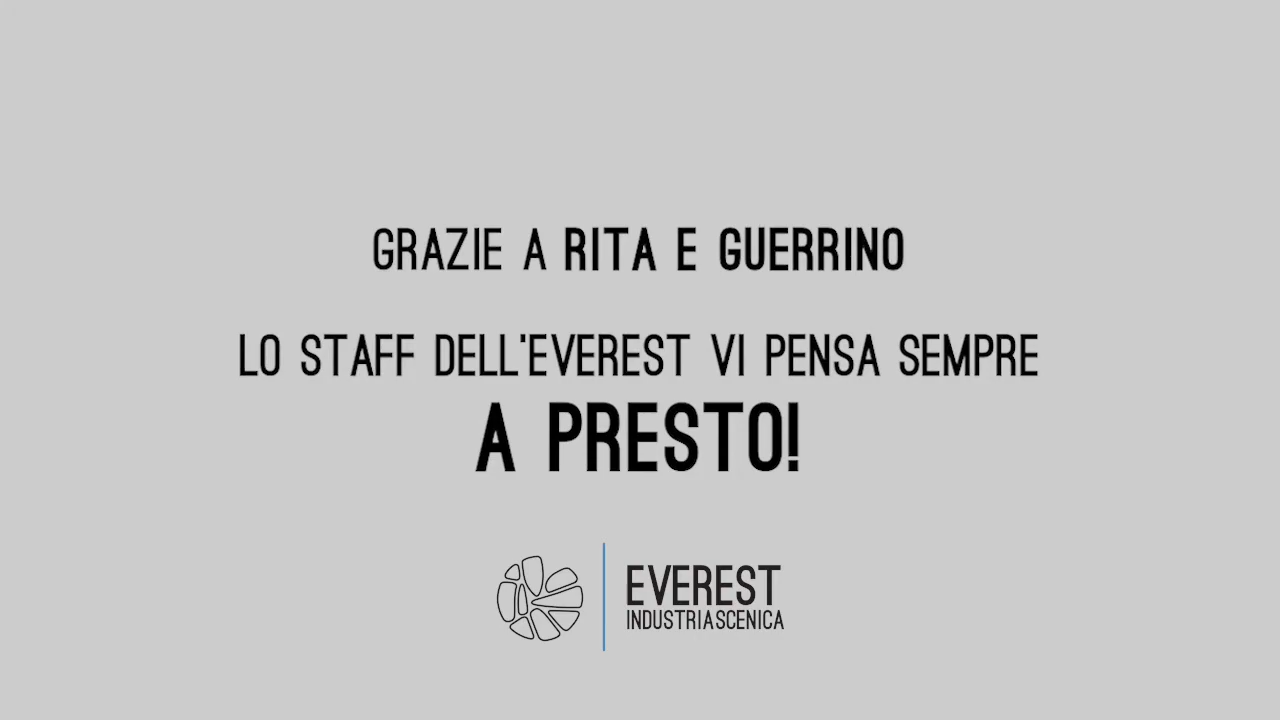 GRAZIE A RITA E GUERRINO
LO STAFF DELL'EVEREST VI PENSA SEMPRE
A PRESTO!
EVEREST
INDUSTRIASCENICA